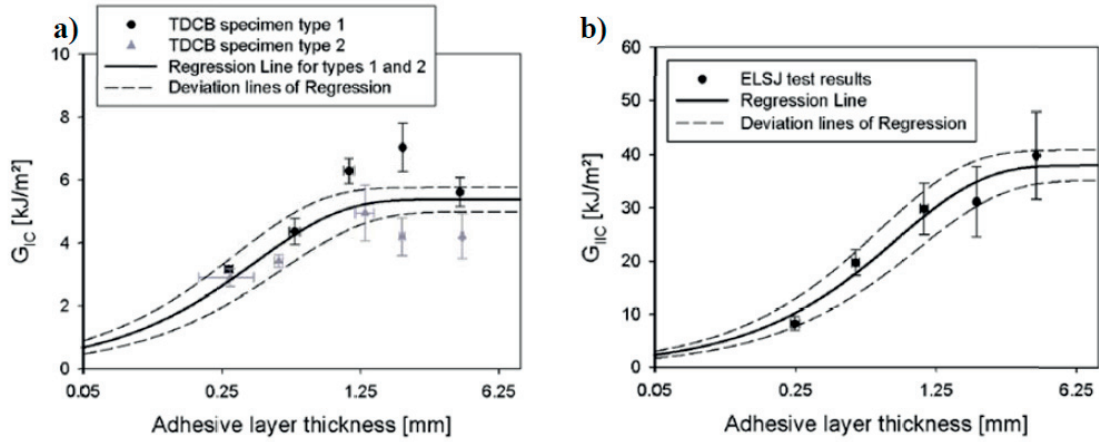 a)
TDCB specimen type 1
TDCB specimen type 2
Regression Line for types 1 and 2
Deviation lines of Regression
10
8
6
4
2
0
G_IC [kJ/m²]
0.05 0.25 1.25 6.25
Adhesive layer thickness [mm]
b)
ELSJ test results
Regression Line
Deviation lines of Regression
60
50
40
30
20
10
0
G_IIC [kJ/m²]
0.05 0.25 1.25 6.25
Adhesive layer thickness [mm]